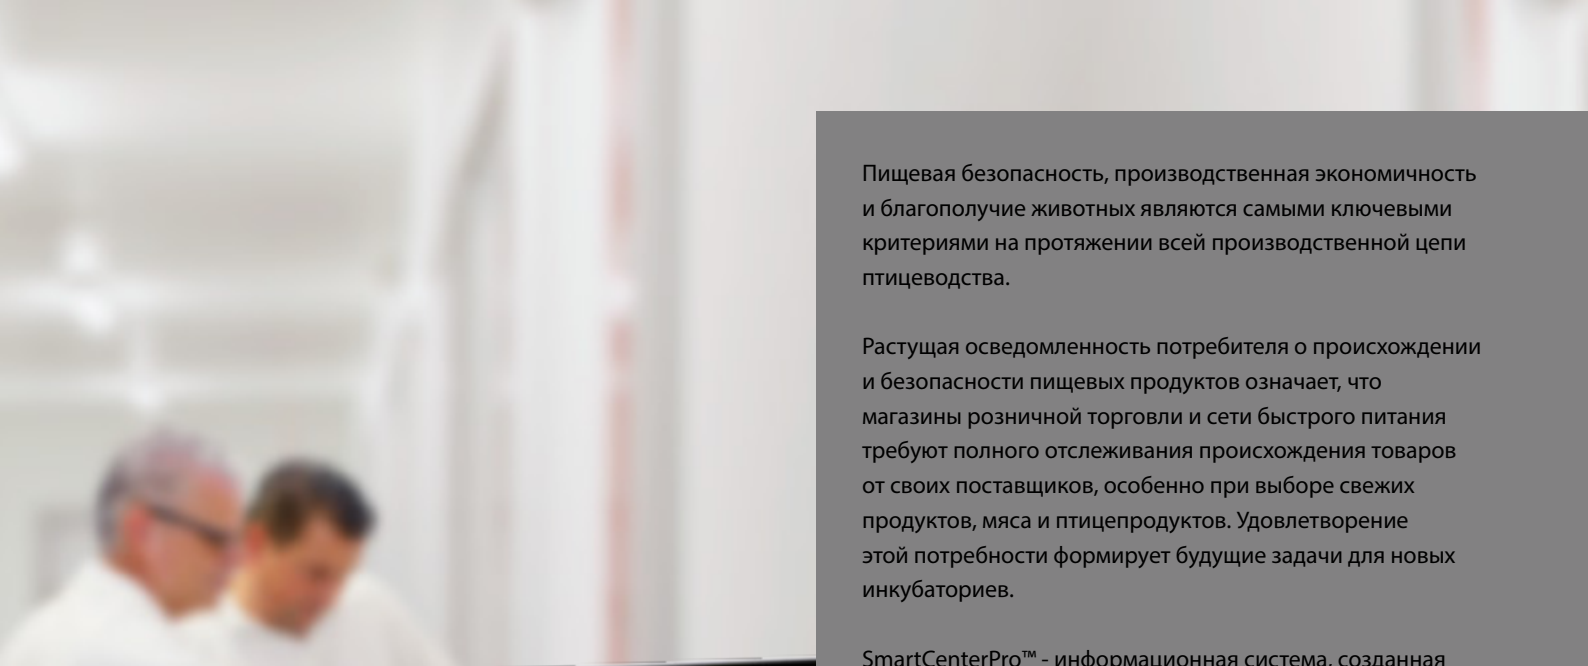 Пищевая безопасность, производственная экономичность
и благополучие животных являются самыми ключевыми
критериями на протяжении всей производственной цепи
птицеводства.
Растущая осведомленность потребителя о происхождении
и безопасности пищевых продуктов означает, что
магазины розничной торговли и сети быстрого питания
требуют полного отслеживания происхождения товаров
от своих поставщиков, особенно при выборе свежих
продуктов, мяса и птицепродуктов. Удовлетворение
этой потребности формирует будущие задачи для новых
инкубаториев.
SmartCenterPro™ - информационная система, созданная